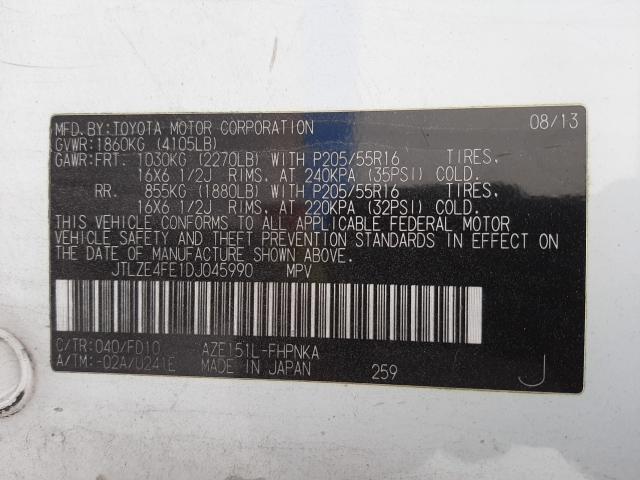 MFD.BY:TOYOTA MOTOR CORPORATION 08/13
GVWR:1860KG (4105LB)
GAWR:FRT. 1030KG (2270LB) WITH P205/55R16 TIRES,
16X6 1/2J RIMS, AT 240KPA (35PSI) COLD.
RR. 855KG (1880LB) WITH P205/55R16 TIRES,
16X6 1/2J RIMS, AT 220KPA (32PSI) COLD.
THIS VEHICLE CONFORMS TO ALL APPLICABLE FEDERAL MOTOR
VEHICLE SAFETY AND THEFT PREVENTION STANDARDS IN EFFECT ON
THE DATE OF MANUFACTURE SHOWN ABOVE.
JTLZE4FE1DJ045990 MPV
C/TR:040/FD10 AZE151L-FHPNKA
A/TM:-02A/U241E MADE IN JAPAN 259 J